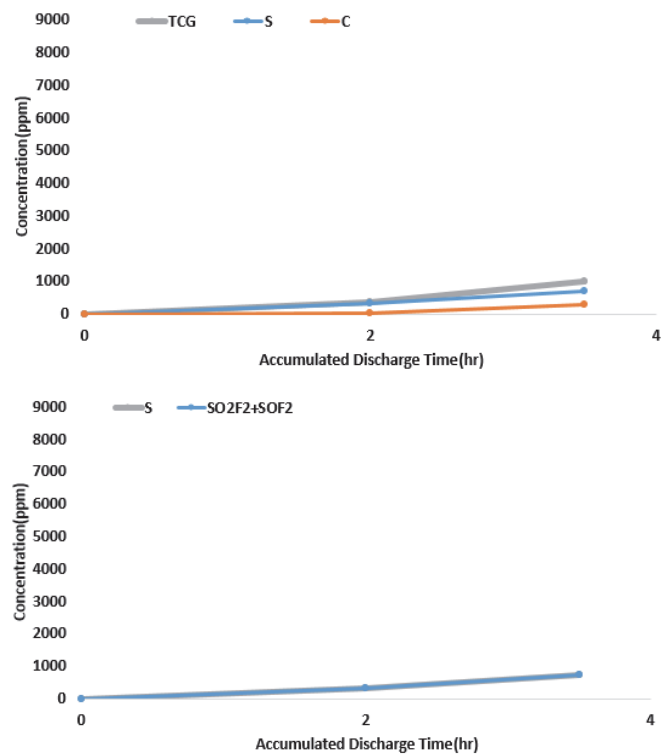 TCG S C
9000
8000
7000
6000
5000
4000
3000
2000
1000
0
Concentration(ppm)
0 2 4
Accumulated Discharge Time(hr)
S SO2F2+SOF2
9000
8000
7000
6000
5000
4000
3000
2000
1000
0
Concentration(ppm)
0 2 4
Accumulated Discharge Time(hr)